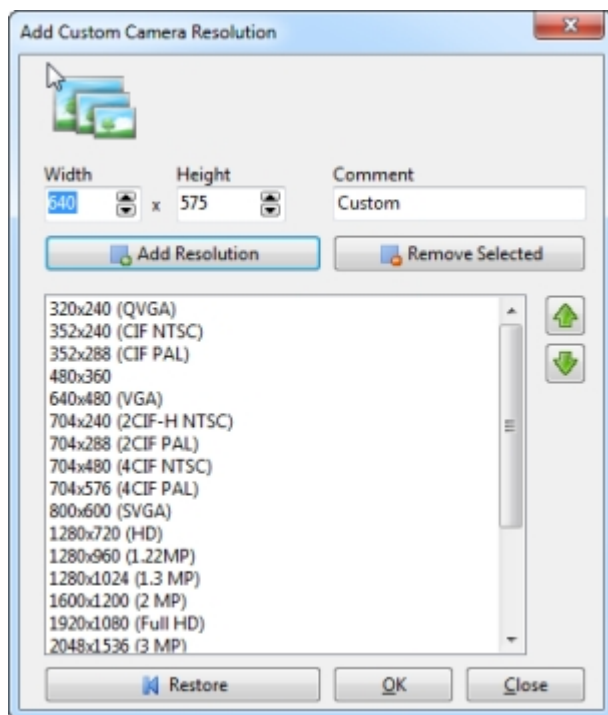 Add Custom Camera Resolution
Width Height Comment
640 x 575 Custom
Add Resolution Remove Selected
320x240 (QVGA)
352x240 (CIF NTSC)
352x288 (CIF PAL)
480x360
640x480 (VGA)
704x240 (2CIF-H NTSC)
704x288 (2CIF PAL)
704x480 (4CIF NTSC)
704x576 (4CIF PAL)
800x600 (SVGA)
1280x720 (HD)
1280x960 (1.22MP)
1280x1024 (1.3 MP)
1600x1200 (2 MP)
1920x1080 (Full HD)
2048x1536 (3 MP)
Restore OK Close